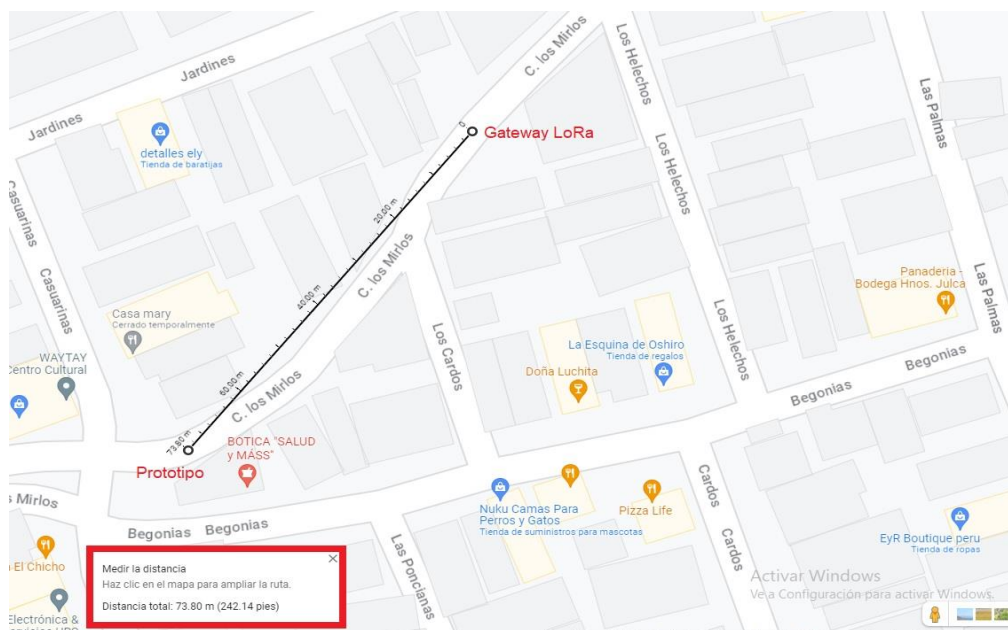 C. los Mirlos
Jardines
Jardines
Los Helechos
Las Palmas
0
Gateway LoRa
detalles ely
Tienda de baratijas
Los Helechos
20.00 m
Casuarinas
C. los Mirlos
Casuarinas
40.00 m
Las Palmas
Panaderia -
Bodega Hnos. Julca
Casa mary
Cerrado temporalmente
Los Cardos
Los Helechos
La Esquina de Oshiro
Tienda de regalos
WAYTAY
Centro Cultural
Doña Luchita
Begonias
60.00 m
C. los Mirlos
Begonias
73.80 m
BOTICA "SALUD
y MÁSS"
Prototipo
Cardos
s Mirlos
Nuku Camas Para
Perros y Gatos
Tienda de suministros para mascotas
Pizza Life
Begonias Begonias
Cardos
EyR Boutique peru
Tienda de ropas
El Chicho
Las Poncianas
Medir la distancia
Haz clic en el mapa para ampliar la ruta.
Distancia total: 73.80 m (242.14 pies)
Activar Windows
Ve a Configuración para activar Windows.
Electrónica &